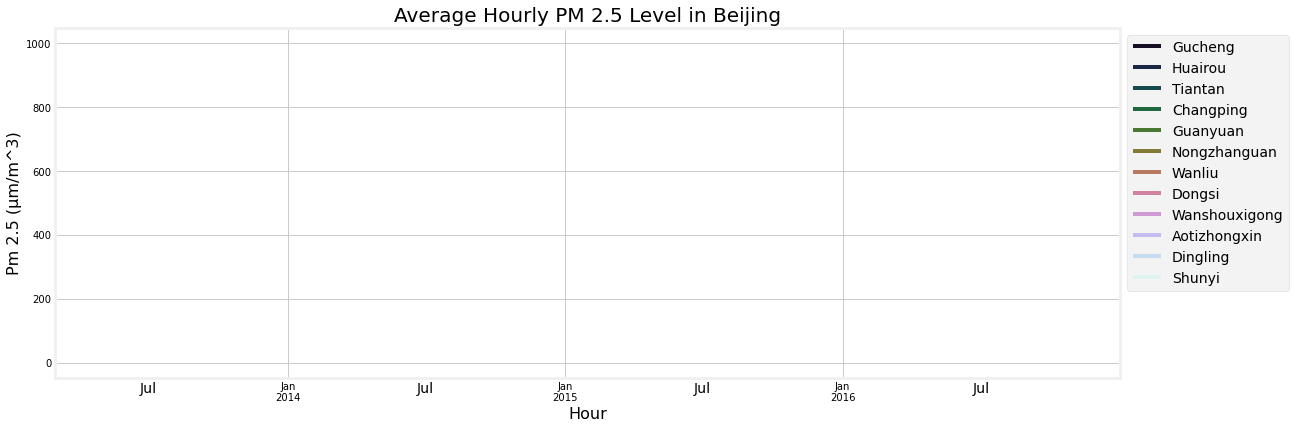 Average Hourly PM 2.5 Level in Beijing
Pm 2.5 (µm/m^3)
1000
800
600
400
200
0
Jul
Jan
2014
Jul
Jan
2015
Jul
Jan
2016
Jul
Hour
Gucheng
Huairou
Tiantan
Changping
Guanyuan
Nongzhanguan
Wanliu
Dongsi
Wanshouxigong
Aotizhongxin
Dingling
Shunyi